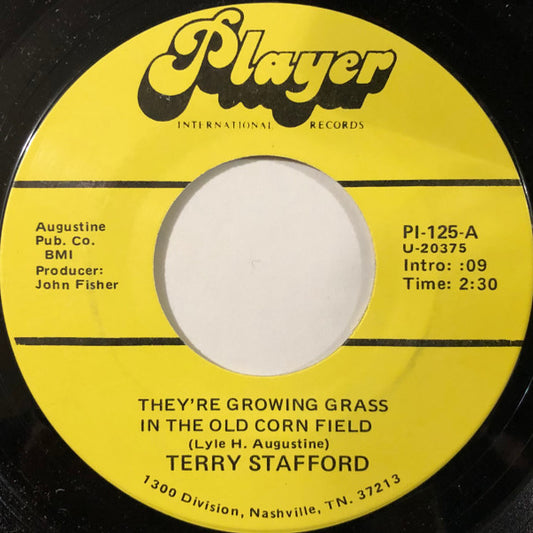 Player
INTERNATIONAL RECORDS
Augustine
Pub. Co.
BMI
Producer:
John Fisher
PI-125-A
U-20375
Intro: :09
Time: 2:30
THEY'RE GROWING GRASS
IN THE OLD CORN FIELD
(Lyle H. Augustine)
TERRY STAFFORD
1300 Division, Nashville, TN. 37213